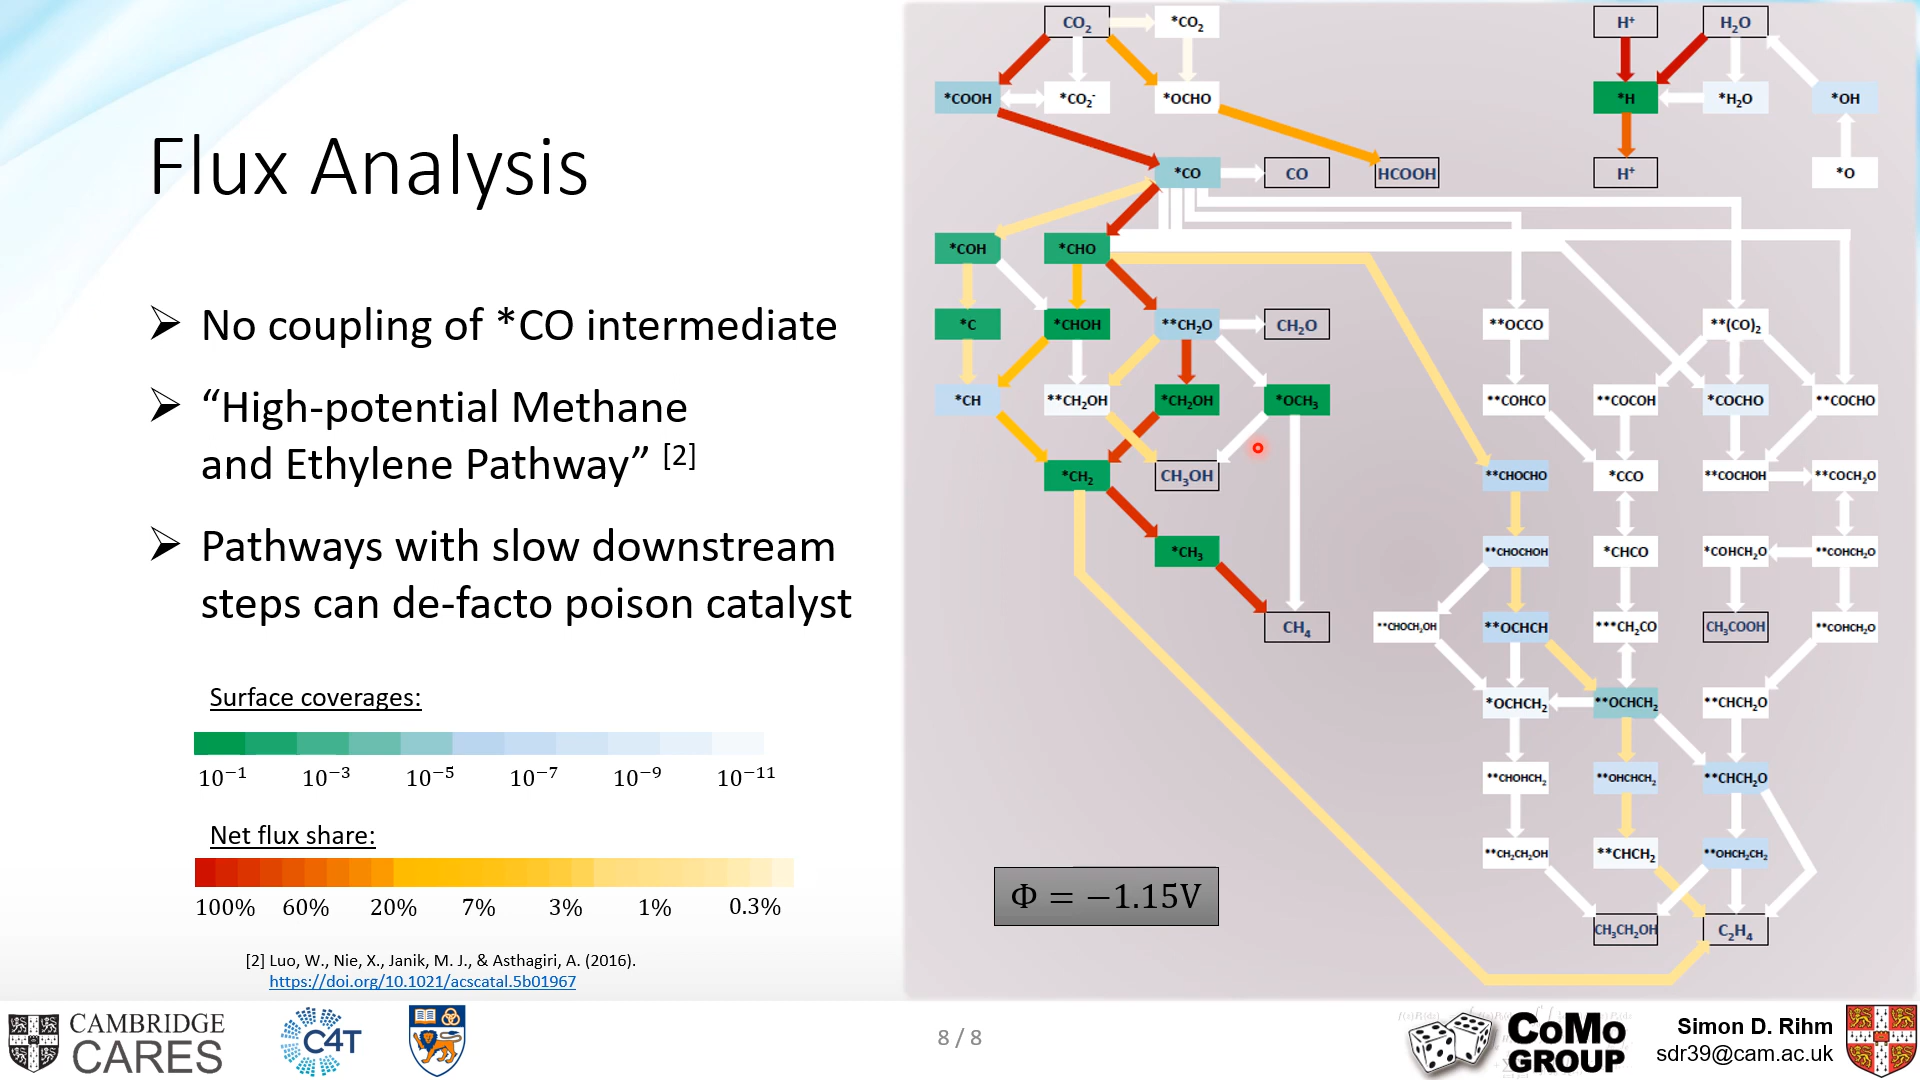 Flux Analysis
➢ No coupling of *CO intermediate
➢ “High-potential Methane
and Ethylene Pathway” [2]
➢ Pathways with slow downstream
steps can de-facto poison catalyst
Surface coverages:
10⁻¹ 10⁻³ 10⁻⁵ 10⁻⁷ 10⁻⁹ 10⁻¹¹
Net flux share:
100% 60% 20% 7% 3% 1% 0.3%
[2] Luo, W., Nie, X., Janik, M. J., & Asthagiri, A. (2016).
https://doi.org/10.1021/acscatal.5b01967
CO₂ *CO₂ H⁺ H₂O
*COOH *CO₂⁻ *OCHO *H *H₂O *OH
*CO CO HCOOH H⁺ *O
*COH *CHO
*C *CHOH **CH₂O CH₂O **OCCO **(CO)₂
*CH **CH₂OH *CH₂OH *OCH₃ **COHCO **COCOH *COCHO **COCHO
*CH₂ CH₃OH **CHOCHO *CCO **COCHOH **COCH₂O
*CH₃ **CHOCHOH *CHCO *COHCH₂O **COHCH₂O
CH₄ **CHOCH₂OH **OCHCH ***CH₂CO CH₃COOH **COHCH₂O
*OCHCH₂ **OCHCH₂ **CHCH₂O
**CHOHCH₂ **OHCHCH₂ **CHCH₂O
**CH₂CH₂OH **CHCH₂ **OHCH₂CH₂
CH₃CH₂OH C₂H₄
Φ = −1.15V
CAMBRIDGE
CARES
C4T
8 / 8
CoMo
GROUP
Simon D. Rihm
sdr39@cam.ac.uk